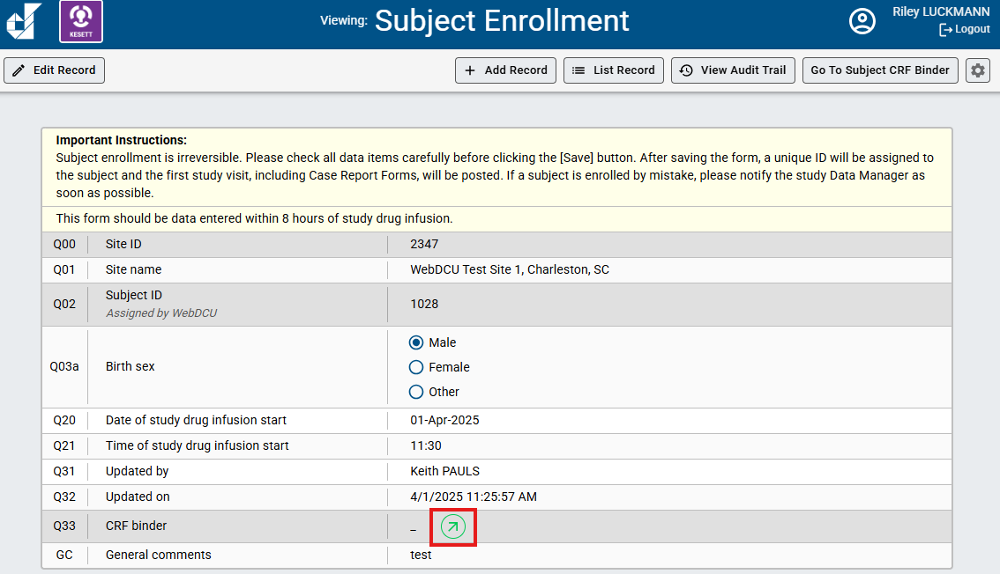 KESETT
Viewing: Subject Enrollment
Riley LUCKMANN
Logout
Edit Record
Add Record
List Record
View Audit Trail
Go To Subject CRF Binder
Important Instructions:
Subject enrollment is irreversible. Please check all data items carefully before clicking the [Save] button. After saving the form, a unique ID will be assigned to
the subject and the first study visit, including Case Report Forms, will be posted. If a subject is enrolled by mistake, please notify the study Data Manager as
soon as possible.
This form should be data entered within 8 hours of study drug infusion.
Q00 Site ID 2347
Q01 Site name WebDCU Test Site 1, Charleston, SC
Q02 Subject ID 1028
Assigned by WebDCU
Q03a Birth sex Male
Female
Other
Q20 Date of study drug infusion start 01-Apr-2025
Q21 Time of study drug infusion start 11:30
Q31 Updated by Keith PAULS
Q32 Updated on 4/1/2025 11:25:57 AM
Q33 CRF binder _
GC General comments test